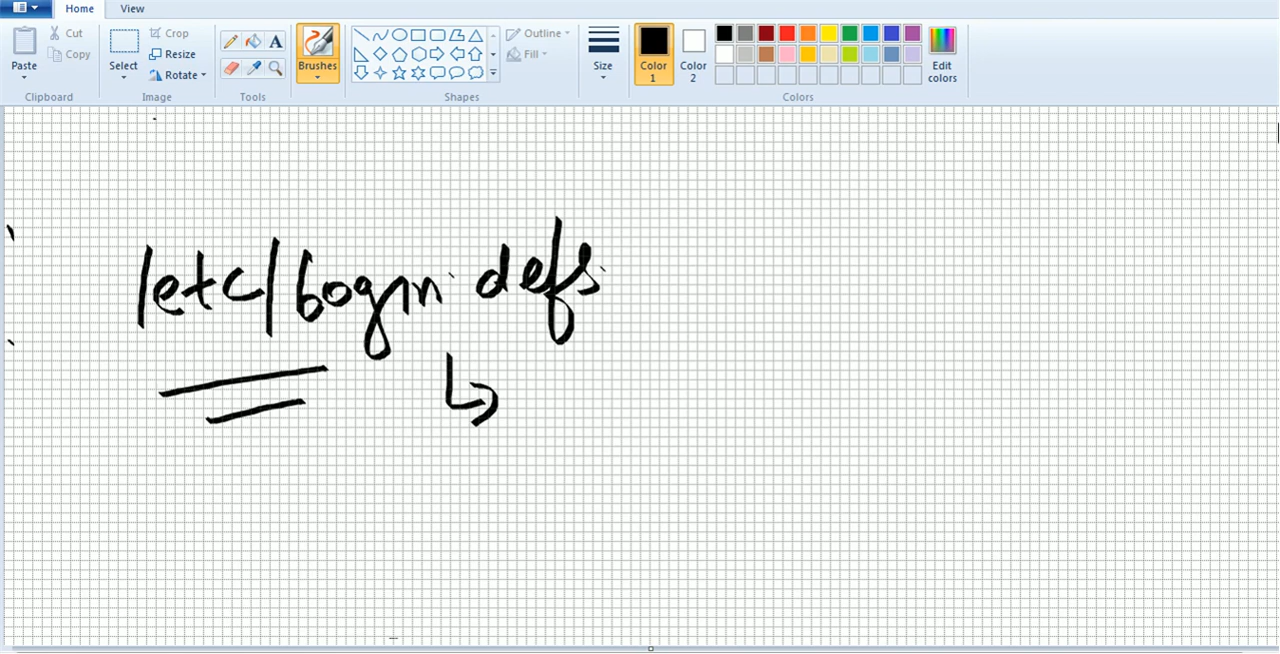 Home
View
Paste
Cut
Copy
Clipboard
Select
Crop
Resize
Rotate
Image
A
Tools
Brushes
Shapes
Outline
Fill
Size
Color 1
Color 2
Edit colors
Colors
/etc/login.defs